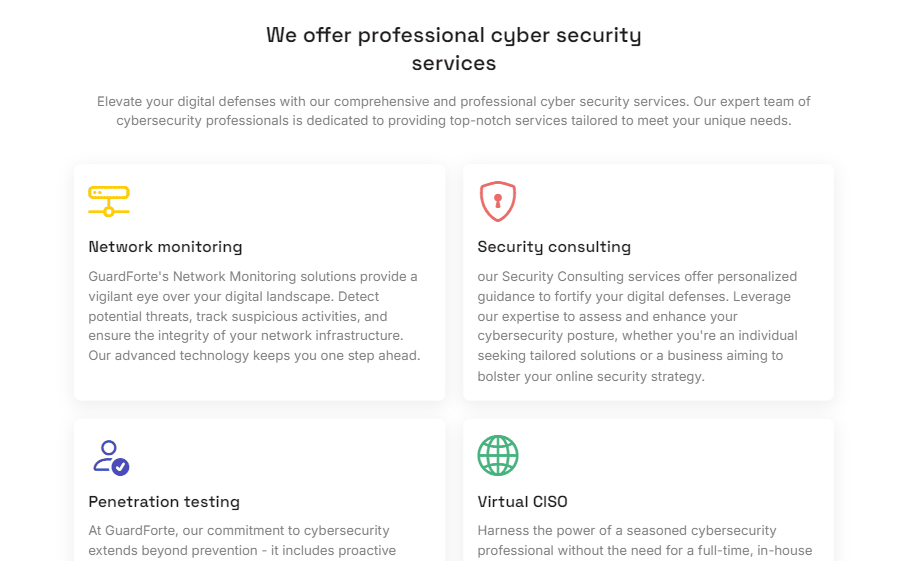 We offer professional cyber security
services
Elevate your digital defenses with our comprehensive and professional cyber security services. Our expert team of
cybersecurity professionals is dedicated to providing top-notch services tailored to meet your unique needs.
Network monitoring
GuardForte's Network Monitoring solutions provide a
vigilant eye over your digital landscape. Detect
potential threats, track suspicious activities, and
ensure the integrity of your network infrastructure.
Our advanced technology keeps you one step ahead.
Security consulting
our Security Consulting services offer personalized
guidance to fortify your digital defenses. Leverage
our expertise to assess and enhance your
cybersecurity posture, whether you're an individual
seeking tailored solutions or a business aiming to
bolster your online security strategy.
Penetration testing
At GuardForte, our commitment to cybersecurity
extends beyond prevention - it includes proactive
Virtual CISO
Harness the power of a seasoned cybersecurity
professional without the need for a full-time, in-house